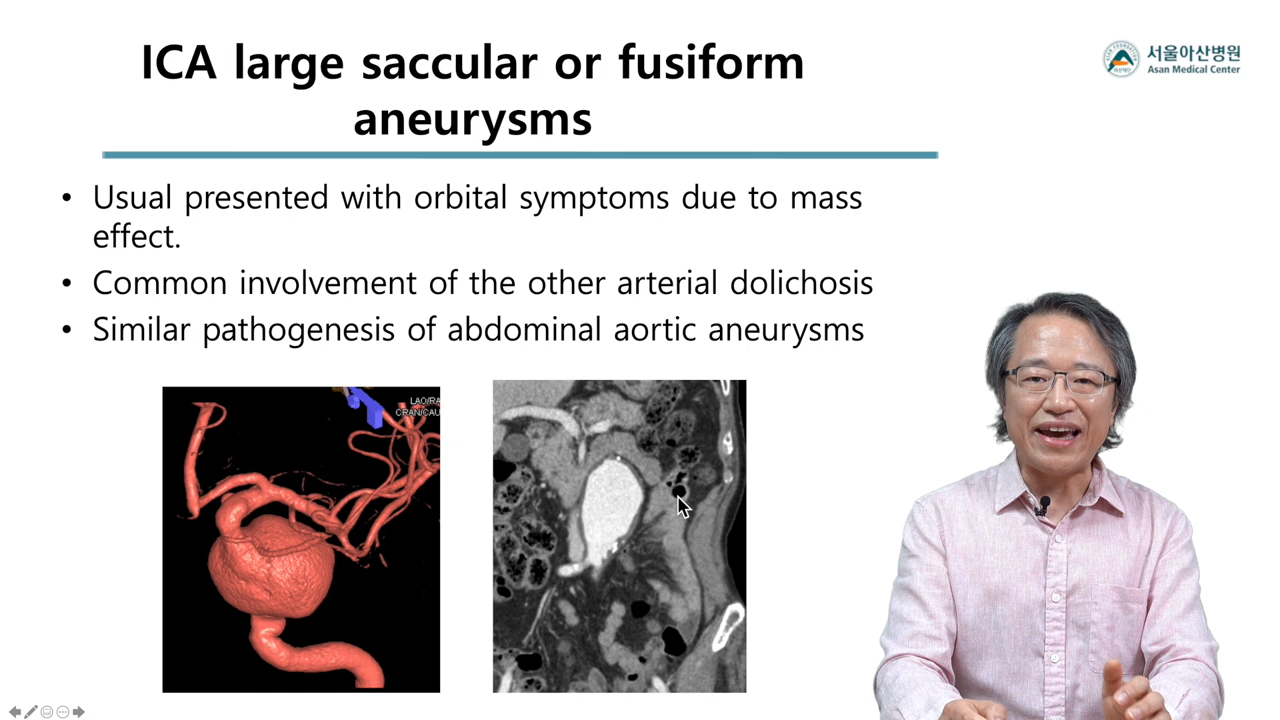 ICA large saccular or fusiform
aneurysms
서울아산병원
Asan Medical Center
• Usual presented with orbital symptoms due to mass
effect.
• Common involvement of the other arterial dolichosis
• Similar pathogenesis of abdominal aortic aneurysms
LAO/RA
CRAN/CAU